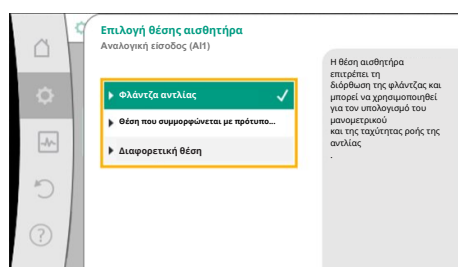 Επιλογή θέσης αισθητήρα
Αναλογική είσοδος (AI1)
Φλάντζα αντλίας
Θέση που συμμορφώνεται με πρότυπο...
Διαφορετική θέση
Η θέση αισθητήρα
επιτρέπει τη
διόρθωση της φλάντζας και
μπορεί να χρησιμοποιηθεί
για τον υπολογισμό του
μανομετρικού
και της ταχύτητας ροής της
αντλίας
.